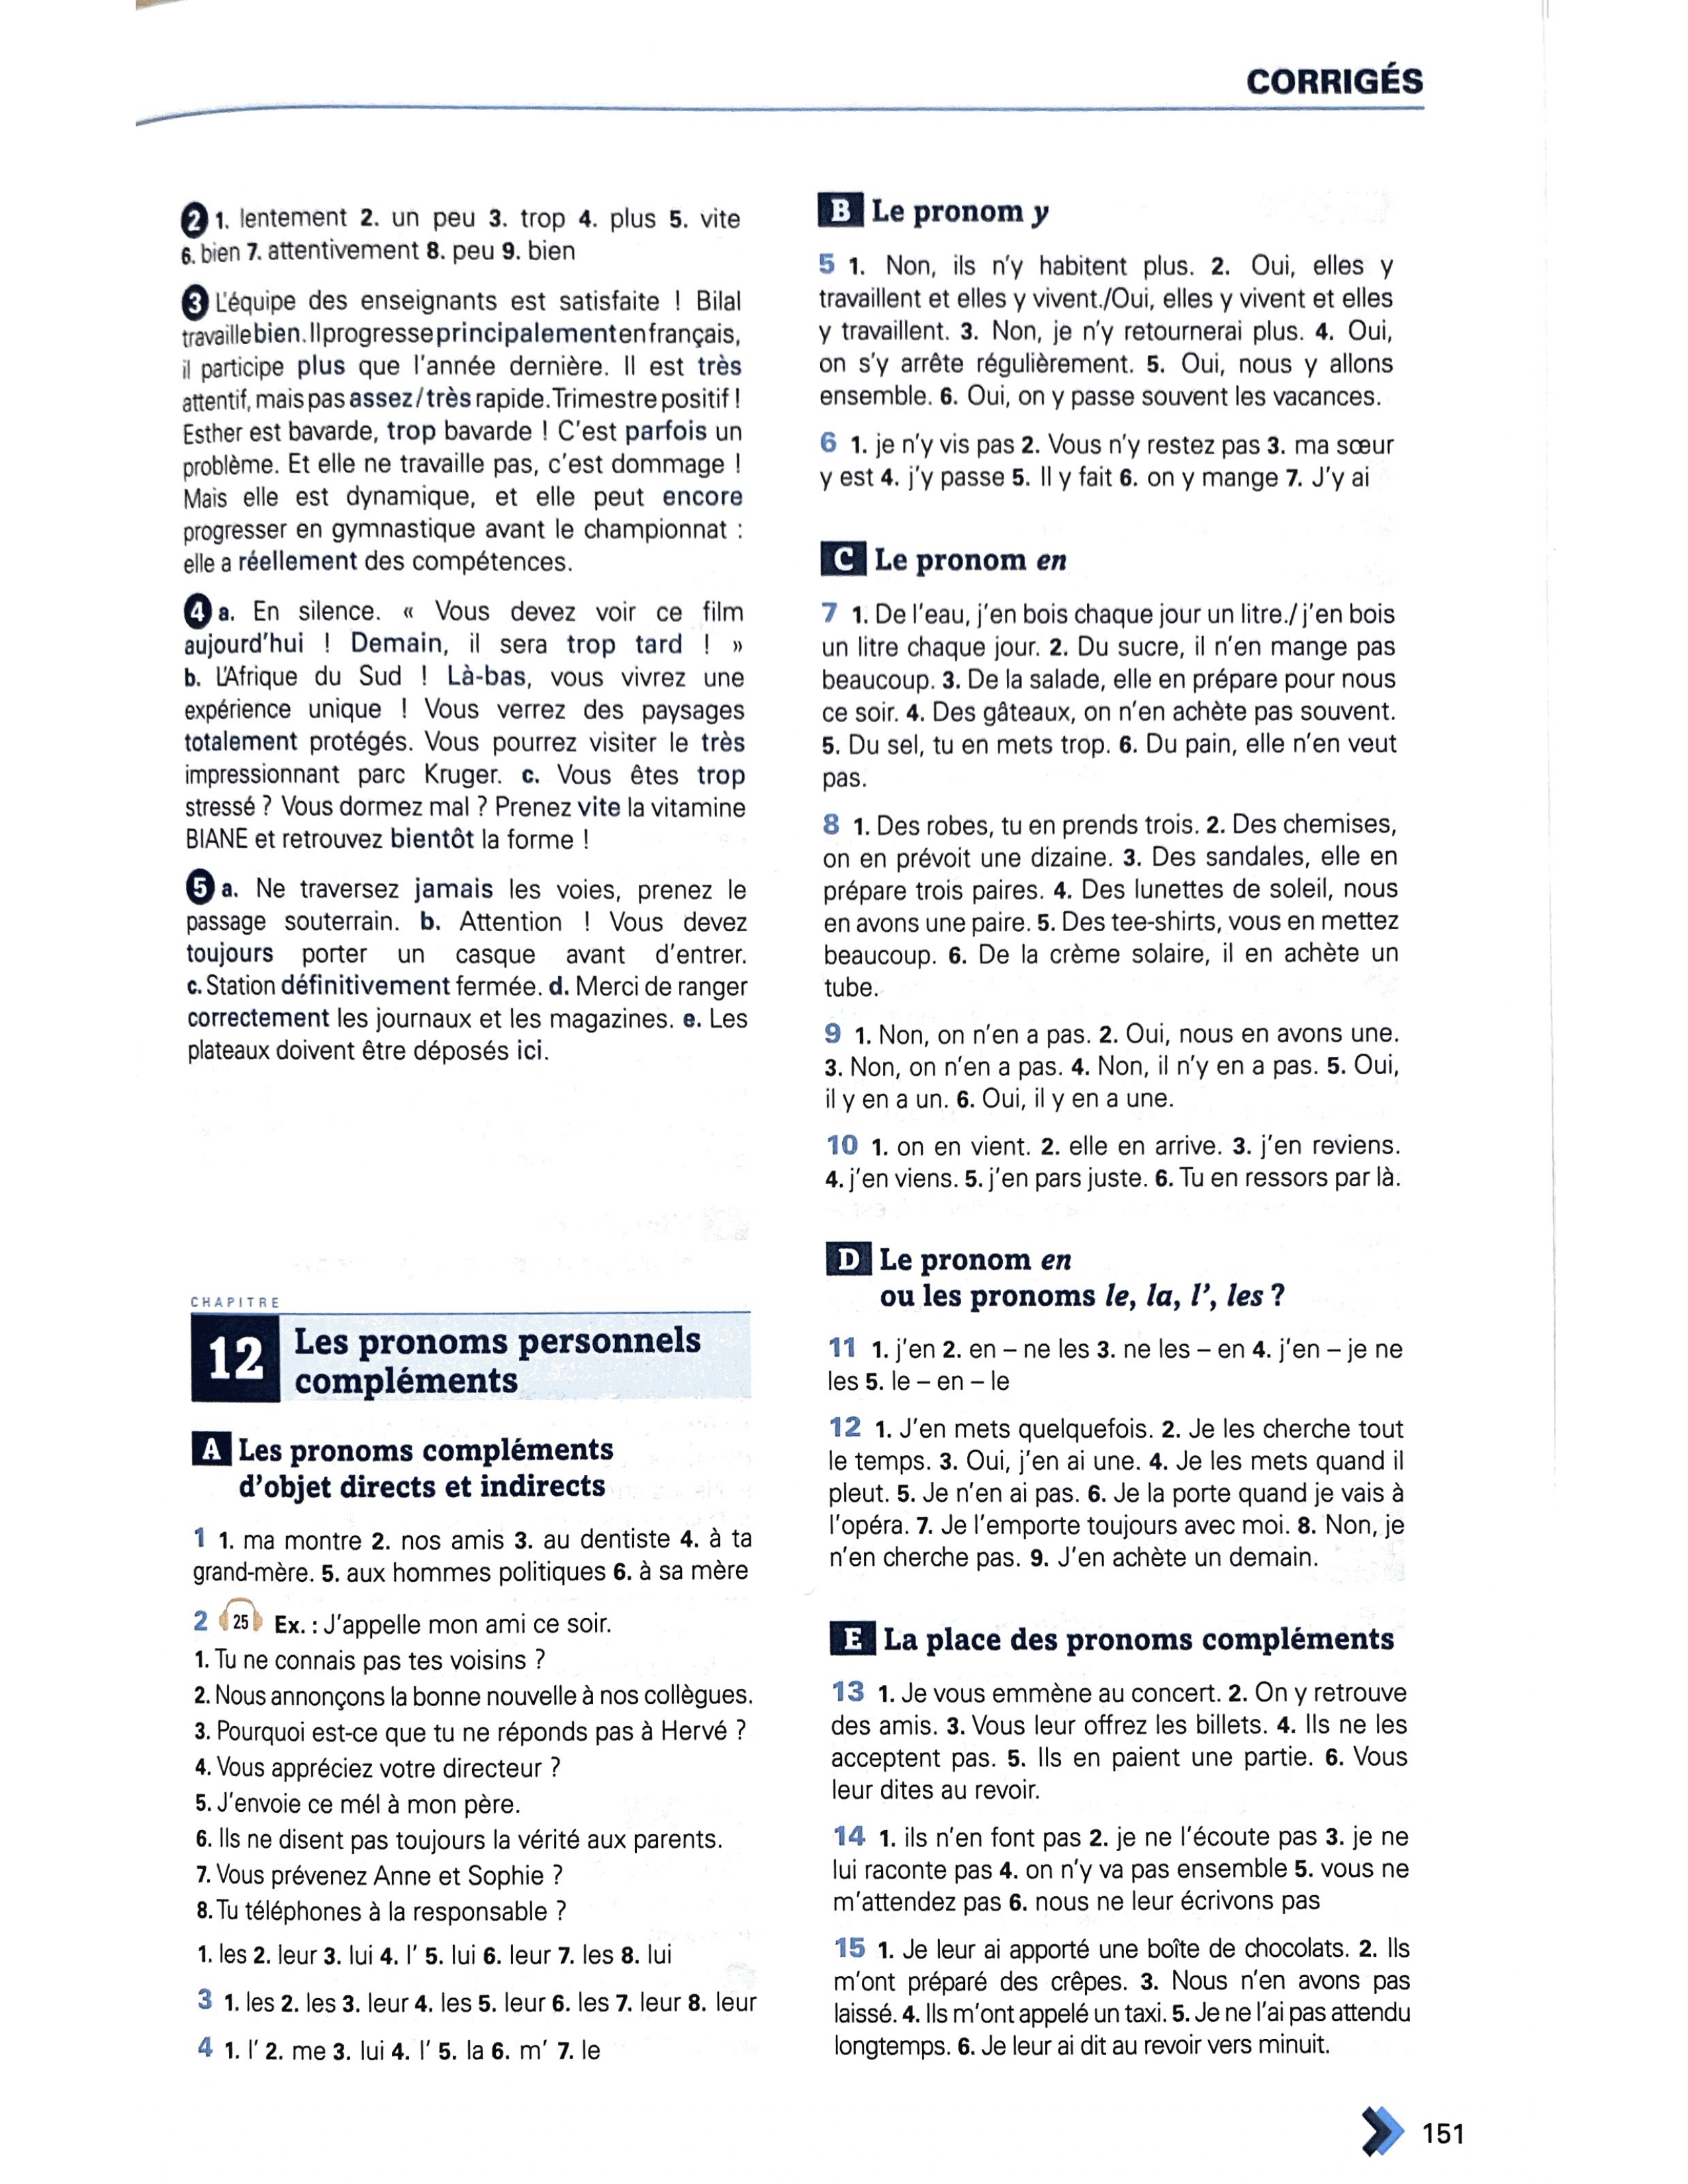 CORRIGÉS
2 1. lentement 2. un peu 3. trop 4. plus 5. vite
6. bien 7. attentivement 8. peu 9. bien
3 L'équipe des enseignants est satisfaite ! Bilal
travaille bien. Il progresse principalement en français,
il participe plus que l'année dernière. Il est très
attentif, mais pas assez/très rapide. Trimestre positif !
Esther est bavarde, trop bavarde ! C'est parfois un
problème. Et elle ne travaille pas, c'est dommage !
Mais elle est dynamique, et elle peut encore
progresser en gymnastique avant le championnat :
elle a réellement des compétences.
4 a. En silence. « Vous devez voir ce film
aujourd'hui ! Demain, il sera trop tard ! »
b. L'Afrique du Sud ! Là-bas, vous vivrez une
expérience unique ! Vous verrez des paysages
totalement protégés. Vous pourrez visiter le très
impressionnant parc Kruger. c. Vous êtes trop
stressé ? Vous dormez mal ? Prenez vite la vitamine
BIANE et retrouvez bientôt la forme !
5 a. Ne traversez jamais les voies, prenez le
passage souterrain. b. Attention ! Vous devez
toujours porter un casque avant d'entrer.
c. Station définitivement fermée. d. Merci de ranger
correctement les journaux et les magazines. e. Les
plateaux doivent être déposés ici.
CHAPITRE
12 Les pronoms personnels
compléments
A Les pronoms compléments
d'objet directs et indirects
1 1. ma montre 2. nos amis 3. au dentiste 4. à ta
grand-mère. 5. aux hommes politiques 6. à sa mère
2 25 Ex. : J'appelle mon ami ce soir.
1. Tu ne connais pas tes voisins ?
2. Nous annonçons la bonne nouvelle à nos collègues.
3. Pourquoi est-ce que tu ne réponds pas à Hervé ?
4. Vous appréciez votre directeur ?
5. J'envoie ce mél à mon père.
6. Ils ne disent pas toujours la vérité aux parents.
7. Vous prévenez Anne et Sophie ?
8. Tu téléphones à la responsable ?
1. les 2. leur 3. lui 4. l' 5. lui 6. leur 7. les 8. lui
3 1. les 2. les 3. leur 4. les 5. leur 6. les 7. leur 8. leur
4 1. l' 2. me 3. lui 4. l' 5. la 6. m' 7. le
B Le pronom y
5 1. Non, ils n'y habitent plus. 2. Oui, elles y
travaillent et elles y vivent./Oui, elles y vivent et elles
y travaillent. 3. Non, je n'y retournerai plus. 4. Oui,
on s'y arrête régulièrement. 5. Oui, nous y allons
ensemble. 6. Oui, on y passe souvent les vacances.
6 1. je n'y vis pas 2. Vous n'y restez pas 3. ma sœur
y est 4. j'y passe 5. Il y fait 6. on y mange 7. J'y ai
C Le pronom en
7 1. De l'eau, j'en bois chaque jour un litre./ j'en bois
un litre chaque jour. 2. Du sucre, il n'en mange pas
beaucoup. 3. De la salade, elle en prépare pour nous
ce soir. 4. Des gâteaux, on n'en achète pas souvent.
5. Du sel, tu en mets trop. 6. Du pain, elle n'en veut
pas.
8 1. Des robes, tu en prends trois. 2. Des chemises,
on en prévoit une dizaine. 3. Des sandales, elle en
prépare trois paires. 4. Des lunettes de soleil, nous
en avons une paire. 5. Des tee-shirts, vous en mettez
beaucoup. 6. De la crème solaire, il en achète un
tube.
9 1. Non, on n'en a pas. 2. Oui, nous en avons une.
3. Non, on n'en a pas. 4. Non, il n'y en a pas. 5. Oui,
il y en a un. 6. Oui, il y en a une.
10 1. on en vient. 2. elle en arrive. 3. j'en reviens.
4. j'en viens. 5. j'en pars juste. 6. Tu en ressors par là.
D Le pronom en
ou les pronoms le, la, l', les ?
11 1. j'en 2. en – ne les 3. ne les – en 4. j'en – je ne
les 5. le – en – le
12 1. J'en mets quelquefois. 2. Je les cherche tout
le temps. 3. Oui, j'en ai une. 4. Je les mets quand il
pleut. 5. Je n'en ai pas. 6. Je la porte quand je vais à
l'opéra. 7. Je l'emporte toujours avec moi. 8. Non, je
n'en cherche pas. 9. J'en achète un demain.
E La place des pronoms compléments
13 1. Je vous emmène au concert. 2. On y retrouve
des amis. 3. Vous leur offrez les billets. 4. Ils ne les
acceptent pas. 5. Ils en paient une partie. 6. Vous
leur dites au revoir.
14 1. ils n'en font pas 2. je ne l'écoute pas 3. je ne
lui raconte pas 4. on n'y va pas ensemble 5. vous ne
m'attendez pas 6. nous ne leur écrivons pas
15 1. Je leur ai apporté une boîte de chocolats. 2. Ils
m'ont préparé des crêpes. 3. Nous n'en avons pas
laissé. 4. Ils m'ont appelé un taxi. 5. Je ne l'ai pas attendu
longtemps. 6. Je leur ai dit au revoir vers minuit.
151